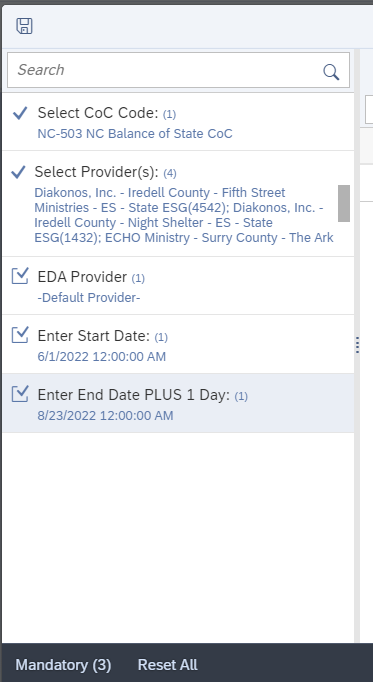 Search
Select CoC Code: (1)
NC-503 NC Balance of State CoC
Select Provider(s): (4)
Diakonos, Inc. - Iredell County - Fifth Street
Ministries - ES - State ESG(4542); Diakonos, Inc. -
Iredell County - Night Shelter - ES - State
ESG(1432); ECHO Ministry - Surry County - The Ark
EDA Provider (1)
-Default Provider-
Enter Start Date: (1)
6/1/2022 12:00:00 AM
Enter End Date PLUS 1 Day: (1)
8/23/2022 12:00:00 AM
Mandatory (3) Reset All